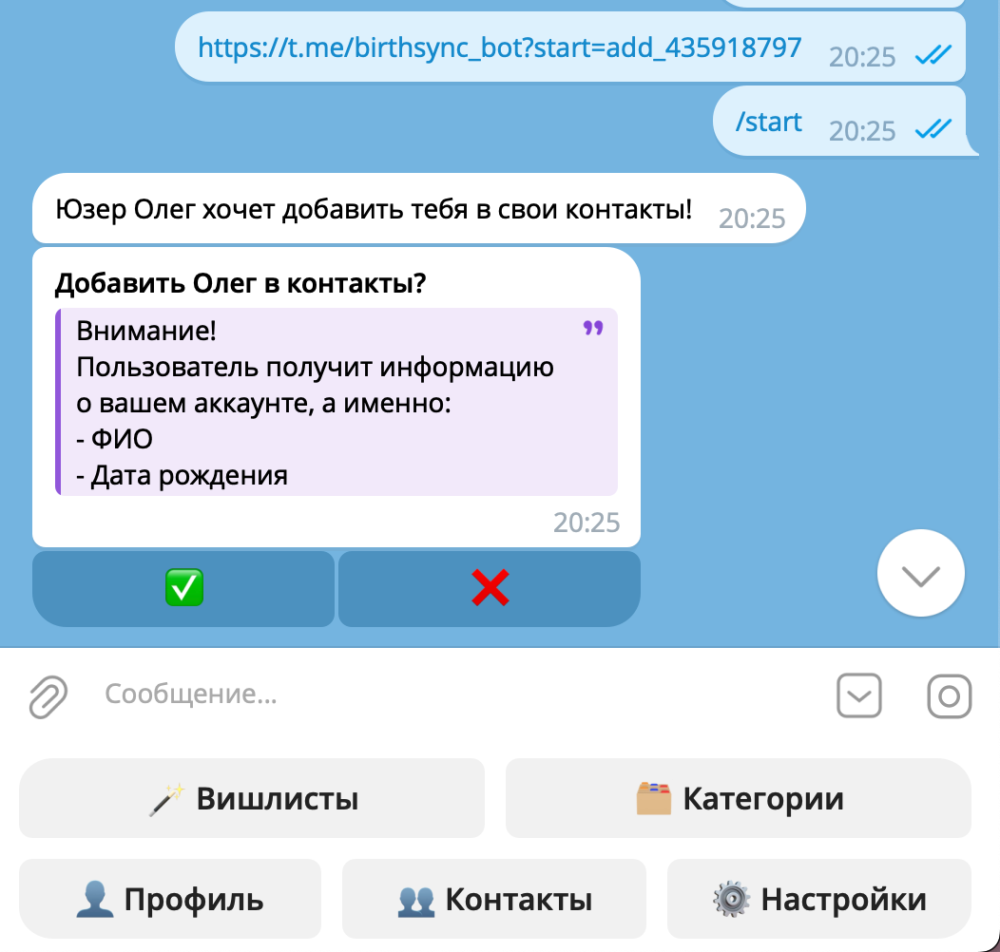 https://t.me/birthsync_bot?start=add_435918797 20:25
/start 20:25
Юзер Олег хочет добавить тебя в свои контакты! 20:25
Добавить Олег в контакты?
Внимание!
Пользователь получит информацию
о вашем аккаунте, а именно:
- ФИО
- Дата рождения
20:25
Сообщение...
Вишлисты Категории
Профиль Контакты Настройки